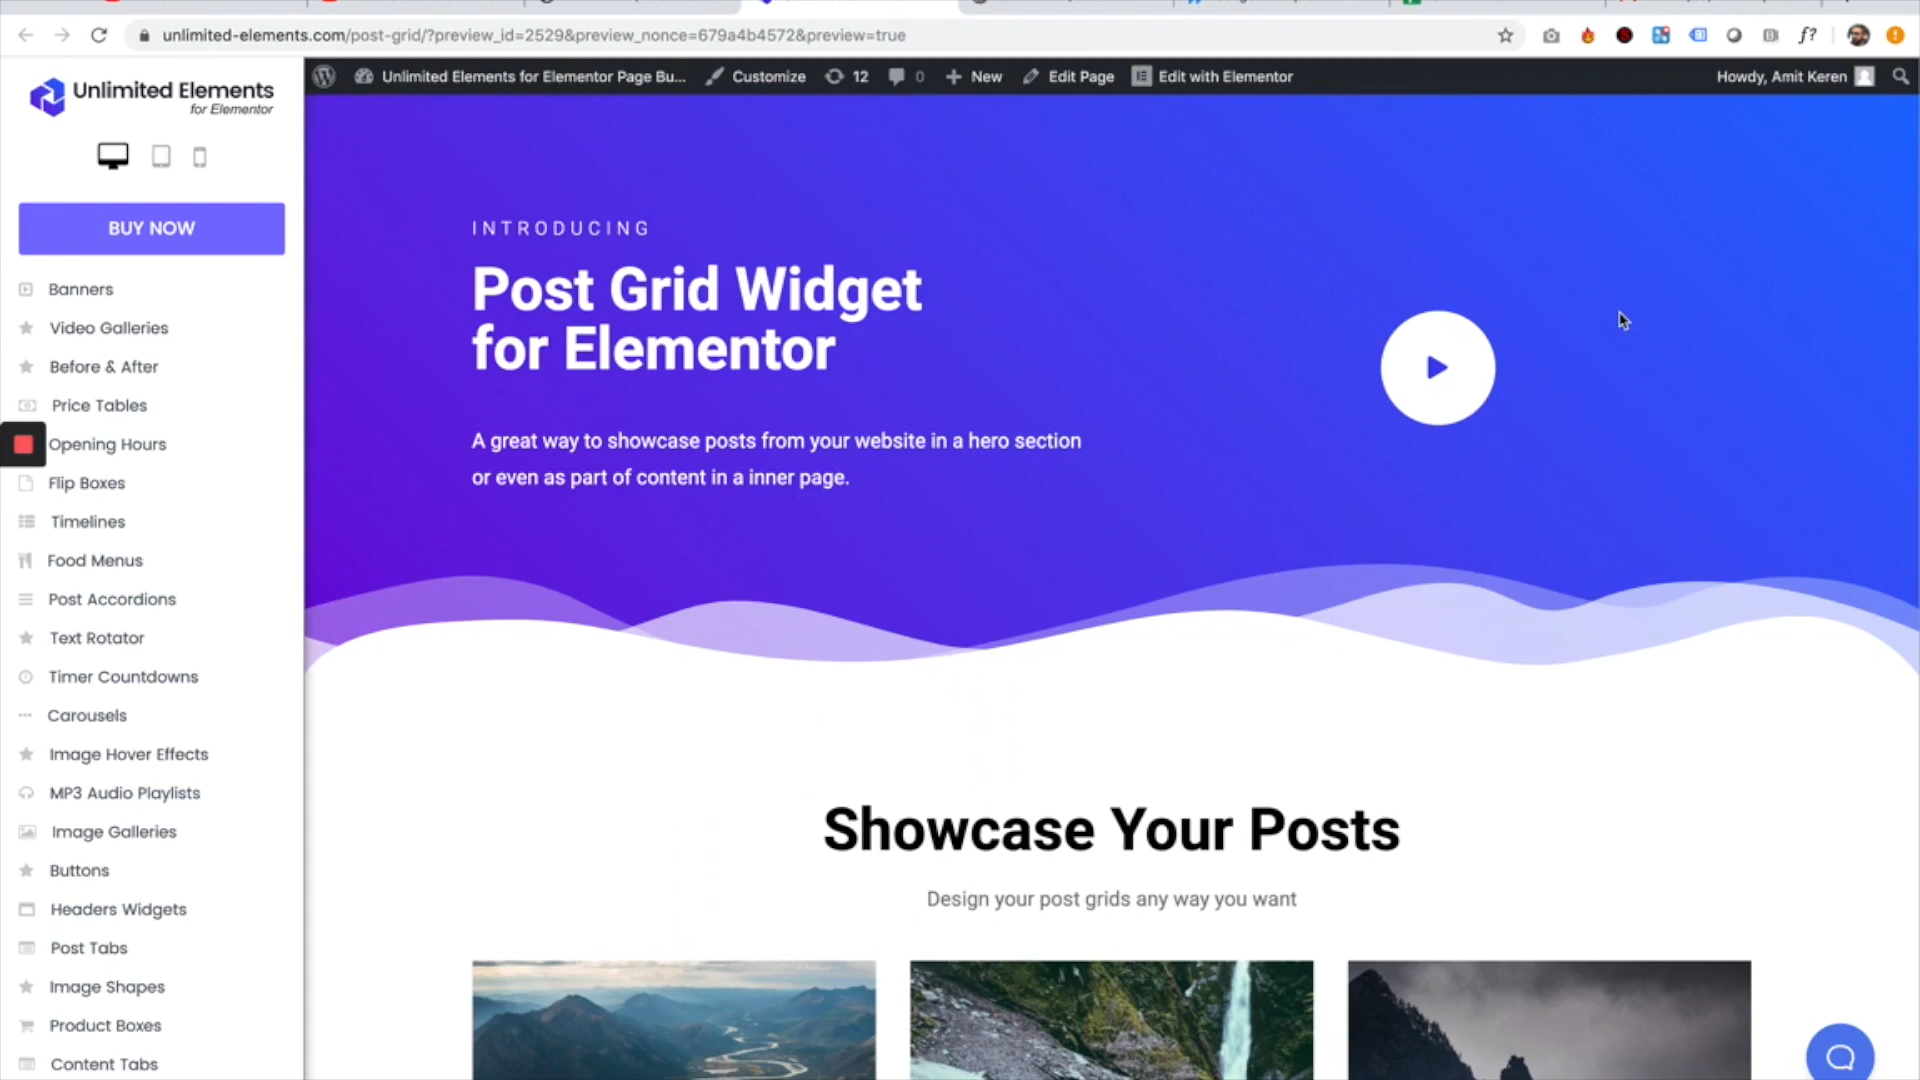 unlimited-elements.com/post-grid/?preview_id=2529&preview_nonce=679a4b4572&preview=true
f?
Unlimited Elements
for Elementor
Unlimited Elements for Elementor Page Bu...
Customize
12
0
New
Edit Page
Edit with Elementor
Howdy, Amit Keren
BUY NOW
Banners
Video Galleries
Before & After
Price Tables
Opening Hours
Flip Boxes
Timelines
Food Menus
Post Accordions
Text Rotator
Timer Countdowns
Carousels
Image Hover Effects
MP3 Audio Playlists
Image Galleries
Buttons
Headers Widgets
Post Tabs
Image Shapes
Product Boxes
Content Tabs
INTRODUCING
Post Grid Widget
for Elementor
A great way to showcase posts from your website in a hero section
or even as part of content in a inner page.
Showcase Your Posts
Design your post grids any way you want